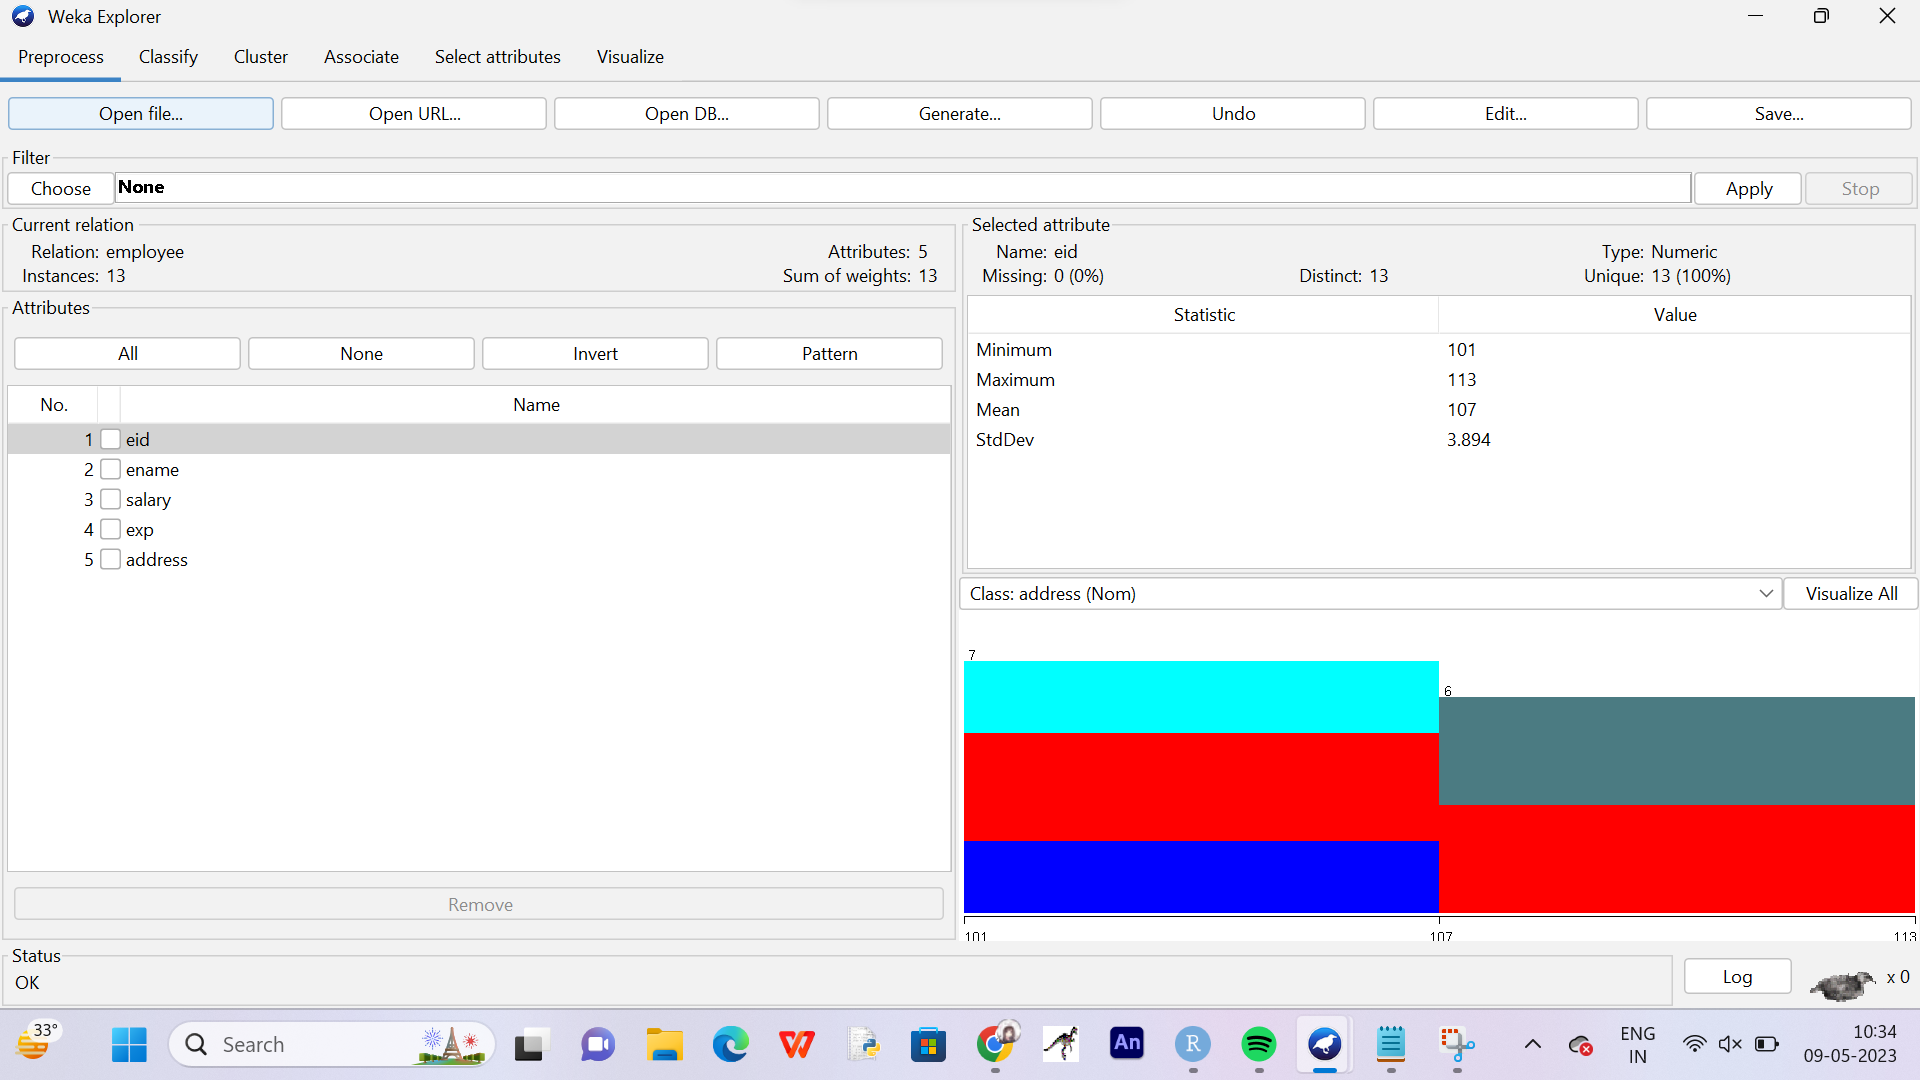 Weka Explorer
Preprocess Classify Cluster Associate Select attributes Visualize
Open file... Open URL... Open DB... Generate... Undo Edit... Save...
Filter
Choose None Apply Stop
Current relation
Relation: employee Attributes: 5
Instances: 13 Sum of weights: 13
Selected attribute
Name: eid Type: Numeric
Missing: 0 (0%) Distinct: 13 Unique: 13 (100%)
Attributes
All None Invert Pattern
No. Name
1 eid
2 ename
3 salary
4 exp
5 address
Remove
Statistic Value
Minimum 101
Maximum 113
Mean 107
StdDev 3.894
Class: address (Nom) Visualize All
7
6
101 107 113
Status
OK
Log x 0
33°
Search
An
R
ENG
IN
10:34
09-05-2023